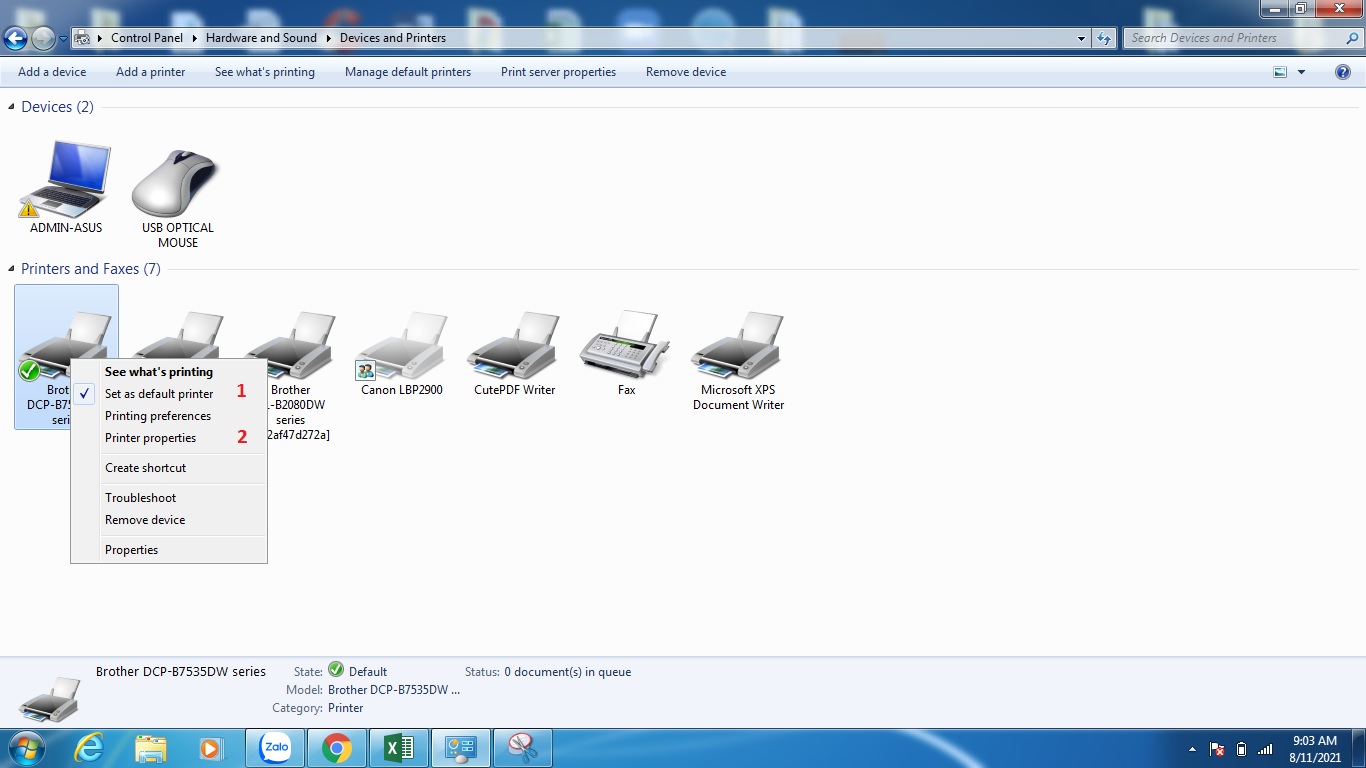 Control Panel Hardware and Sound Devices and Printers
Search Devices and Printers
Add a device Add a printer See what's printing Manage default printers Print server properties Remove device
Devices (2)
ADMIN-ASUS
USB OPTICAL
MOUSE
Printers and Faxes (7)
Brother
-B2080DW
series
2af47d272a]
Canon LBP2900
CutePDF Writer
Fax
Microsoft XPS
Document Writer
See what's printing
Set as default printer 1
Printing preferences
Printer properties 2
Create shortcut
Troubleshoot
Remove device
Properties
Brother DCP-B7535DW series
State: Default
Status: 0 document(s) in queue
Model: Brother DCP-B7535DW ...
Category: Printer
Zalo
9:03 AM
8/11/2021